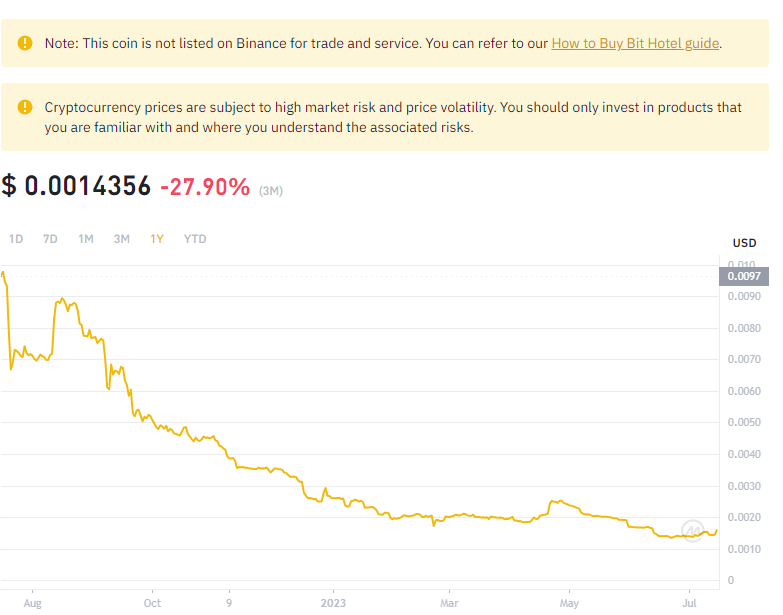 Note: This coin is not listed on Binance for trade and service. You can refer to our How to Buy Bit Hotel guide.
Cryptocurrency prices are subject to high market risk and price volatility. You should only invest in products that
you are familiar with and where you understand the associated risks.
$ 0.0014356 -27.90% (3M)
1D 7D 1M 3M 1Y YTD
USD
0.010
0.0097
0.0090
0.0080
0.0070
0.0060
0.0050
0.0040
0.0030
0.0020
0.0010
0
Aug Oct 9 2023 Mar May Jul